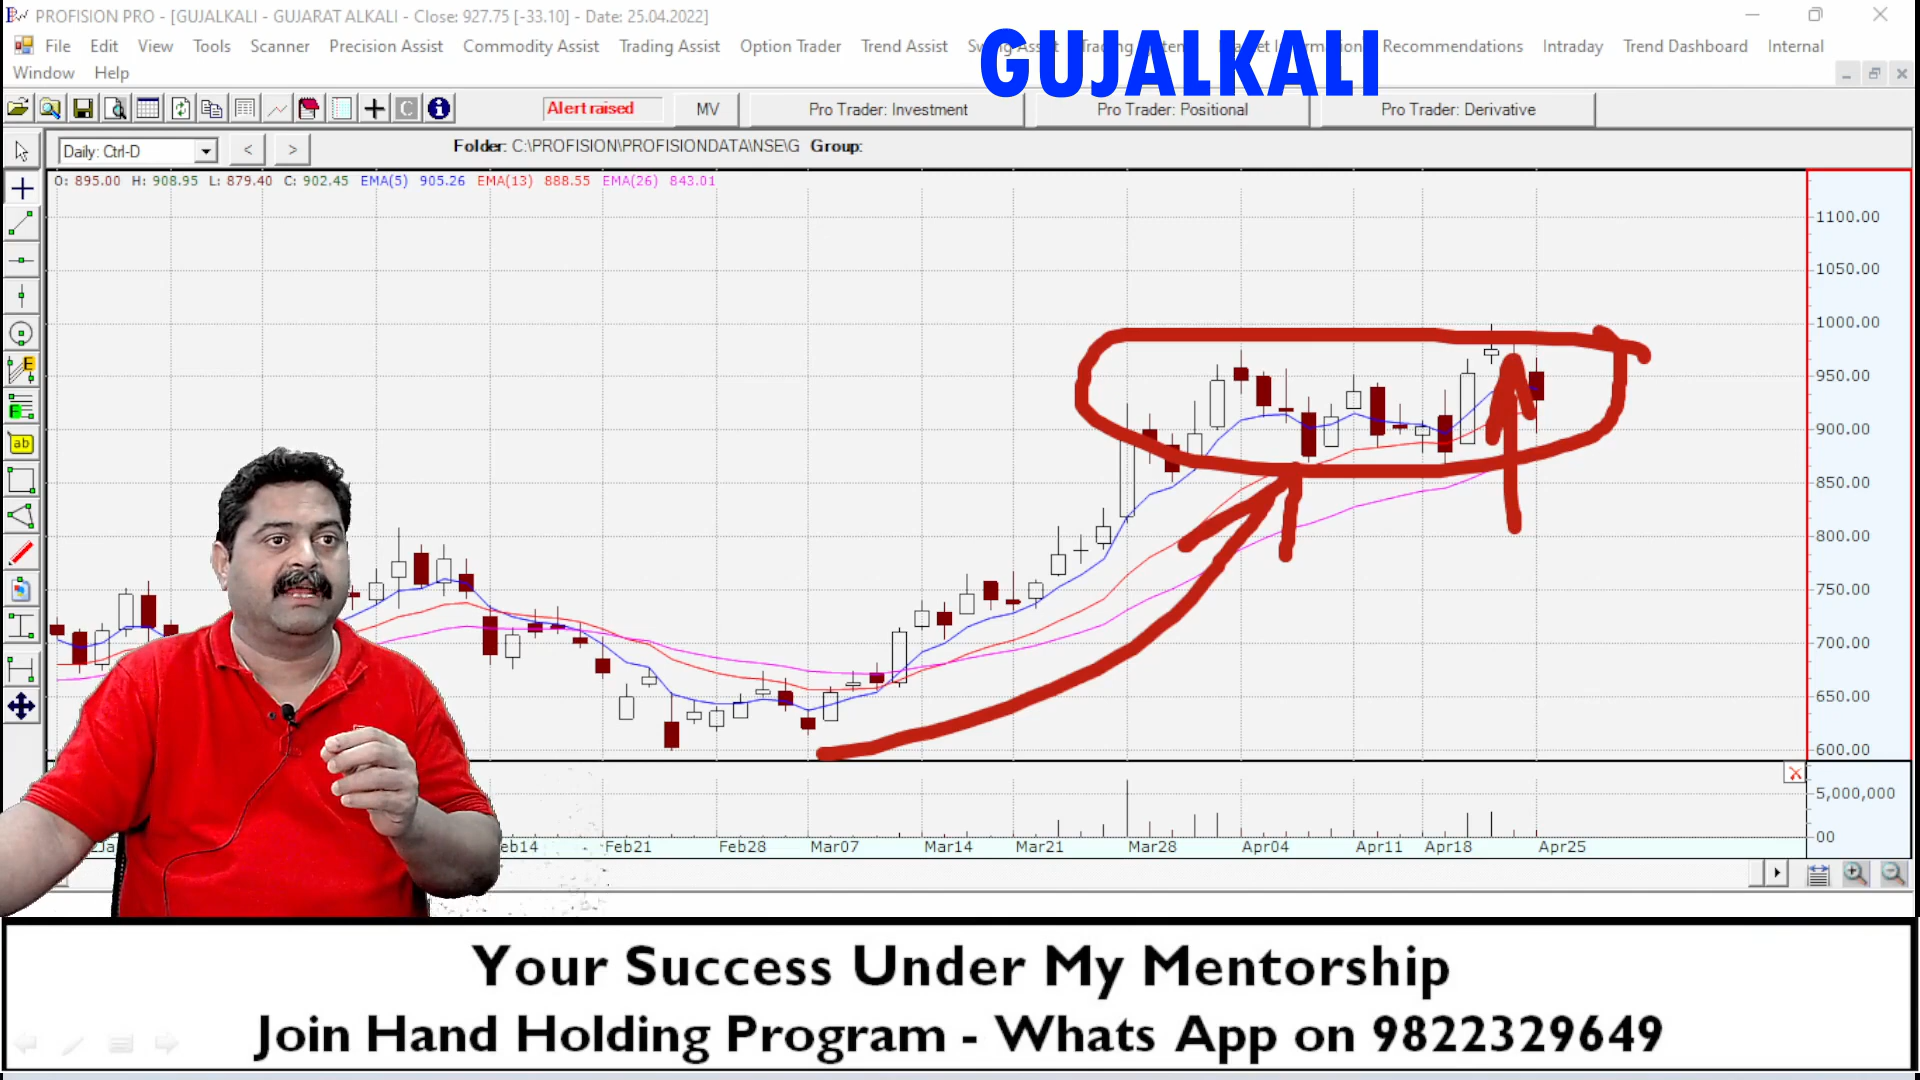 PROFISION PRO - [GUJALKALI - GUJARAT ALKALI - Close: 927.75 [-33.10] - Date: 25.04.2022]
GUJALKALI
File Edit View Tools Scanner Precision Assist Commodity Assist Trading Assist Option Trader Trend Assist Recommendations Intraday Trend Dashboard Internal
Window Help
Alert raised MV Pro Trader: Investment Pro Trader: Positional Pro Trader: Derivative
Daily: Ctrl-D < > Folder: C:\PROFISION\PROFISIONDATA\NSE\G Group:
O: 895.00 H: 908.95 L: 879.40 C: 902.45 EMA(5) 905.26 EMA(13) 888.55 EMA(26) 843.01
1100.00
1050.00
1000.00
950.00
900.00
850.00
800.00
750.00
700.00
650.00
600.00
5,000,000
00
Feb21 Feb28 Mar07 Mar14 Mar21 Mar28 Apr04 Apr11 Apr18 Apr25
Your Success Under My Mentorship
Join Hand Holding Program - Whats App on 9822329649